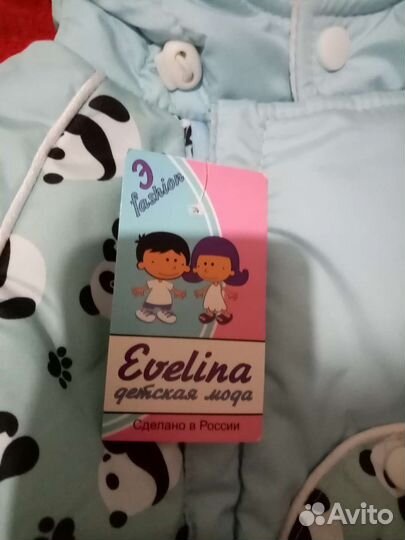 Э
fashion
Evelina
детская мода
Сделано в России
Avito